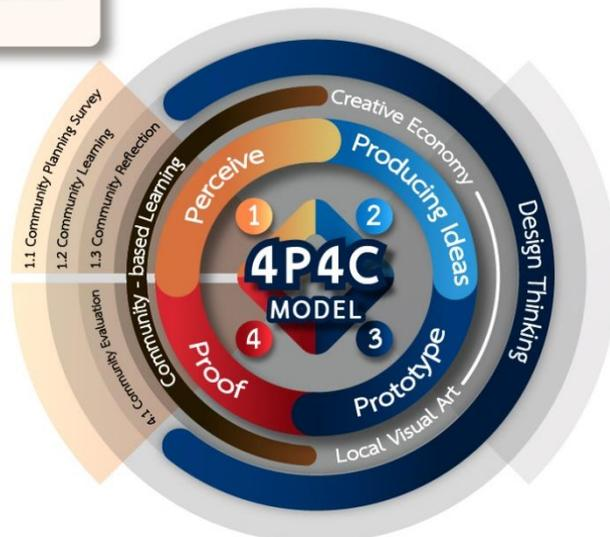 1.1 Community Planning Survey
1.2 Community Learning
1.3 Community Reflection
Community - based Learning
4.1 Community Evaluation
Creative Economy
Local Visual Art
Design Thinking
Perceive
Producing Ideas
Prototype
Proof
1
2
3
4
4P4C
MODEL